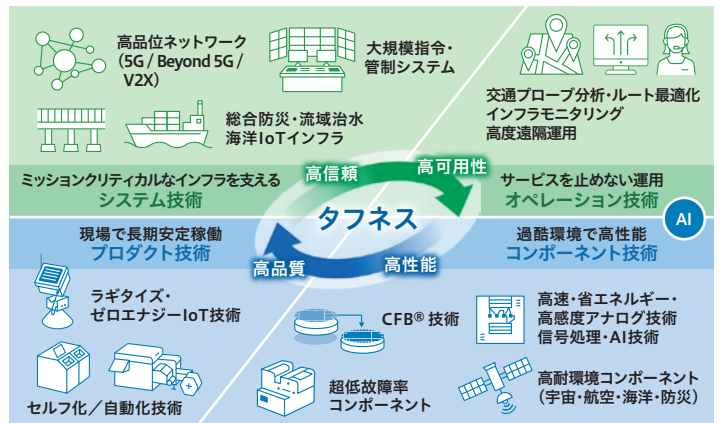 高品位ネットワーク
（5G / Beyond 5G /
V2X）
大規模指令・
管制システム
総合防災・流域治水
海洋IoTインフラ
交通プローブ分析・ルート最適化
インフラモニタリング
高度遠隔運用
ミッションクリティカルなインフラを支える
システム技術
高信頼
高可用性
サービスを止めない運用
オペレーション技術
タフネス
AI
現場で長期安定稼働
プロダクト技術
高品質
高性能
過酷環境で高性能
コンポーネント技術
ラギタイズ・
ゼロエナジーIoT技術
セルフ化／自動化技術
CFB® 技術
超低故障率
コンポーネント
高速・省エネルギー・
高感度アナログ技術
信号処理・AI技術
高耐環境コンポーネント
（宇宙・航空・海洋・防災）